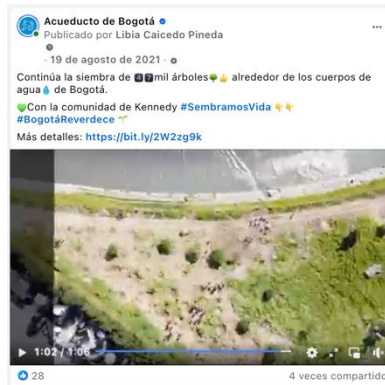 Acueducto de Bogotá
Publicado por Libia Caicedo Pineda
· 19 de agosto de 2021 ·
Continúa la siembra de 4️⃣7️⃣mil árboles🌳👍 alrededor de los cuerpos de
agua💧 de Bogotá.
💚Con la comunidad de Kennedy #SembramosVida 👇👇
#BogotáReverdece 🌱
Más detalles: https://bit.ly/2W2zg9k
1:02 / 1:06
28
4 veces compartido